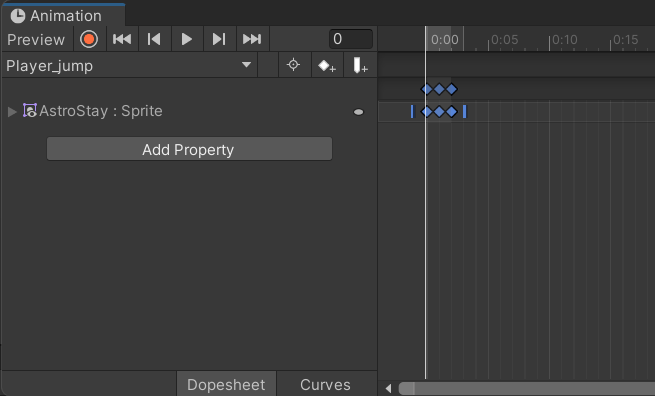 Animation
Preview 0 0:00 0:05 0:10 0:15
Player_jump
AstroStay : Sprite
Add Property
Dopesheet Curves